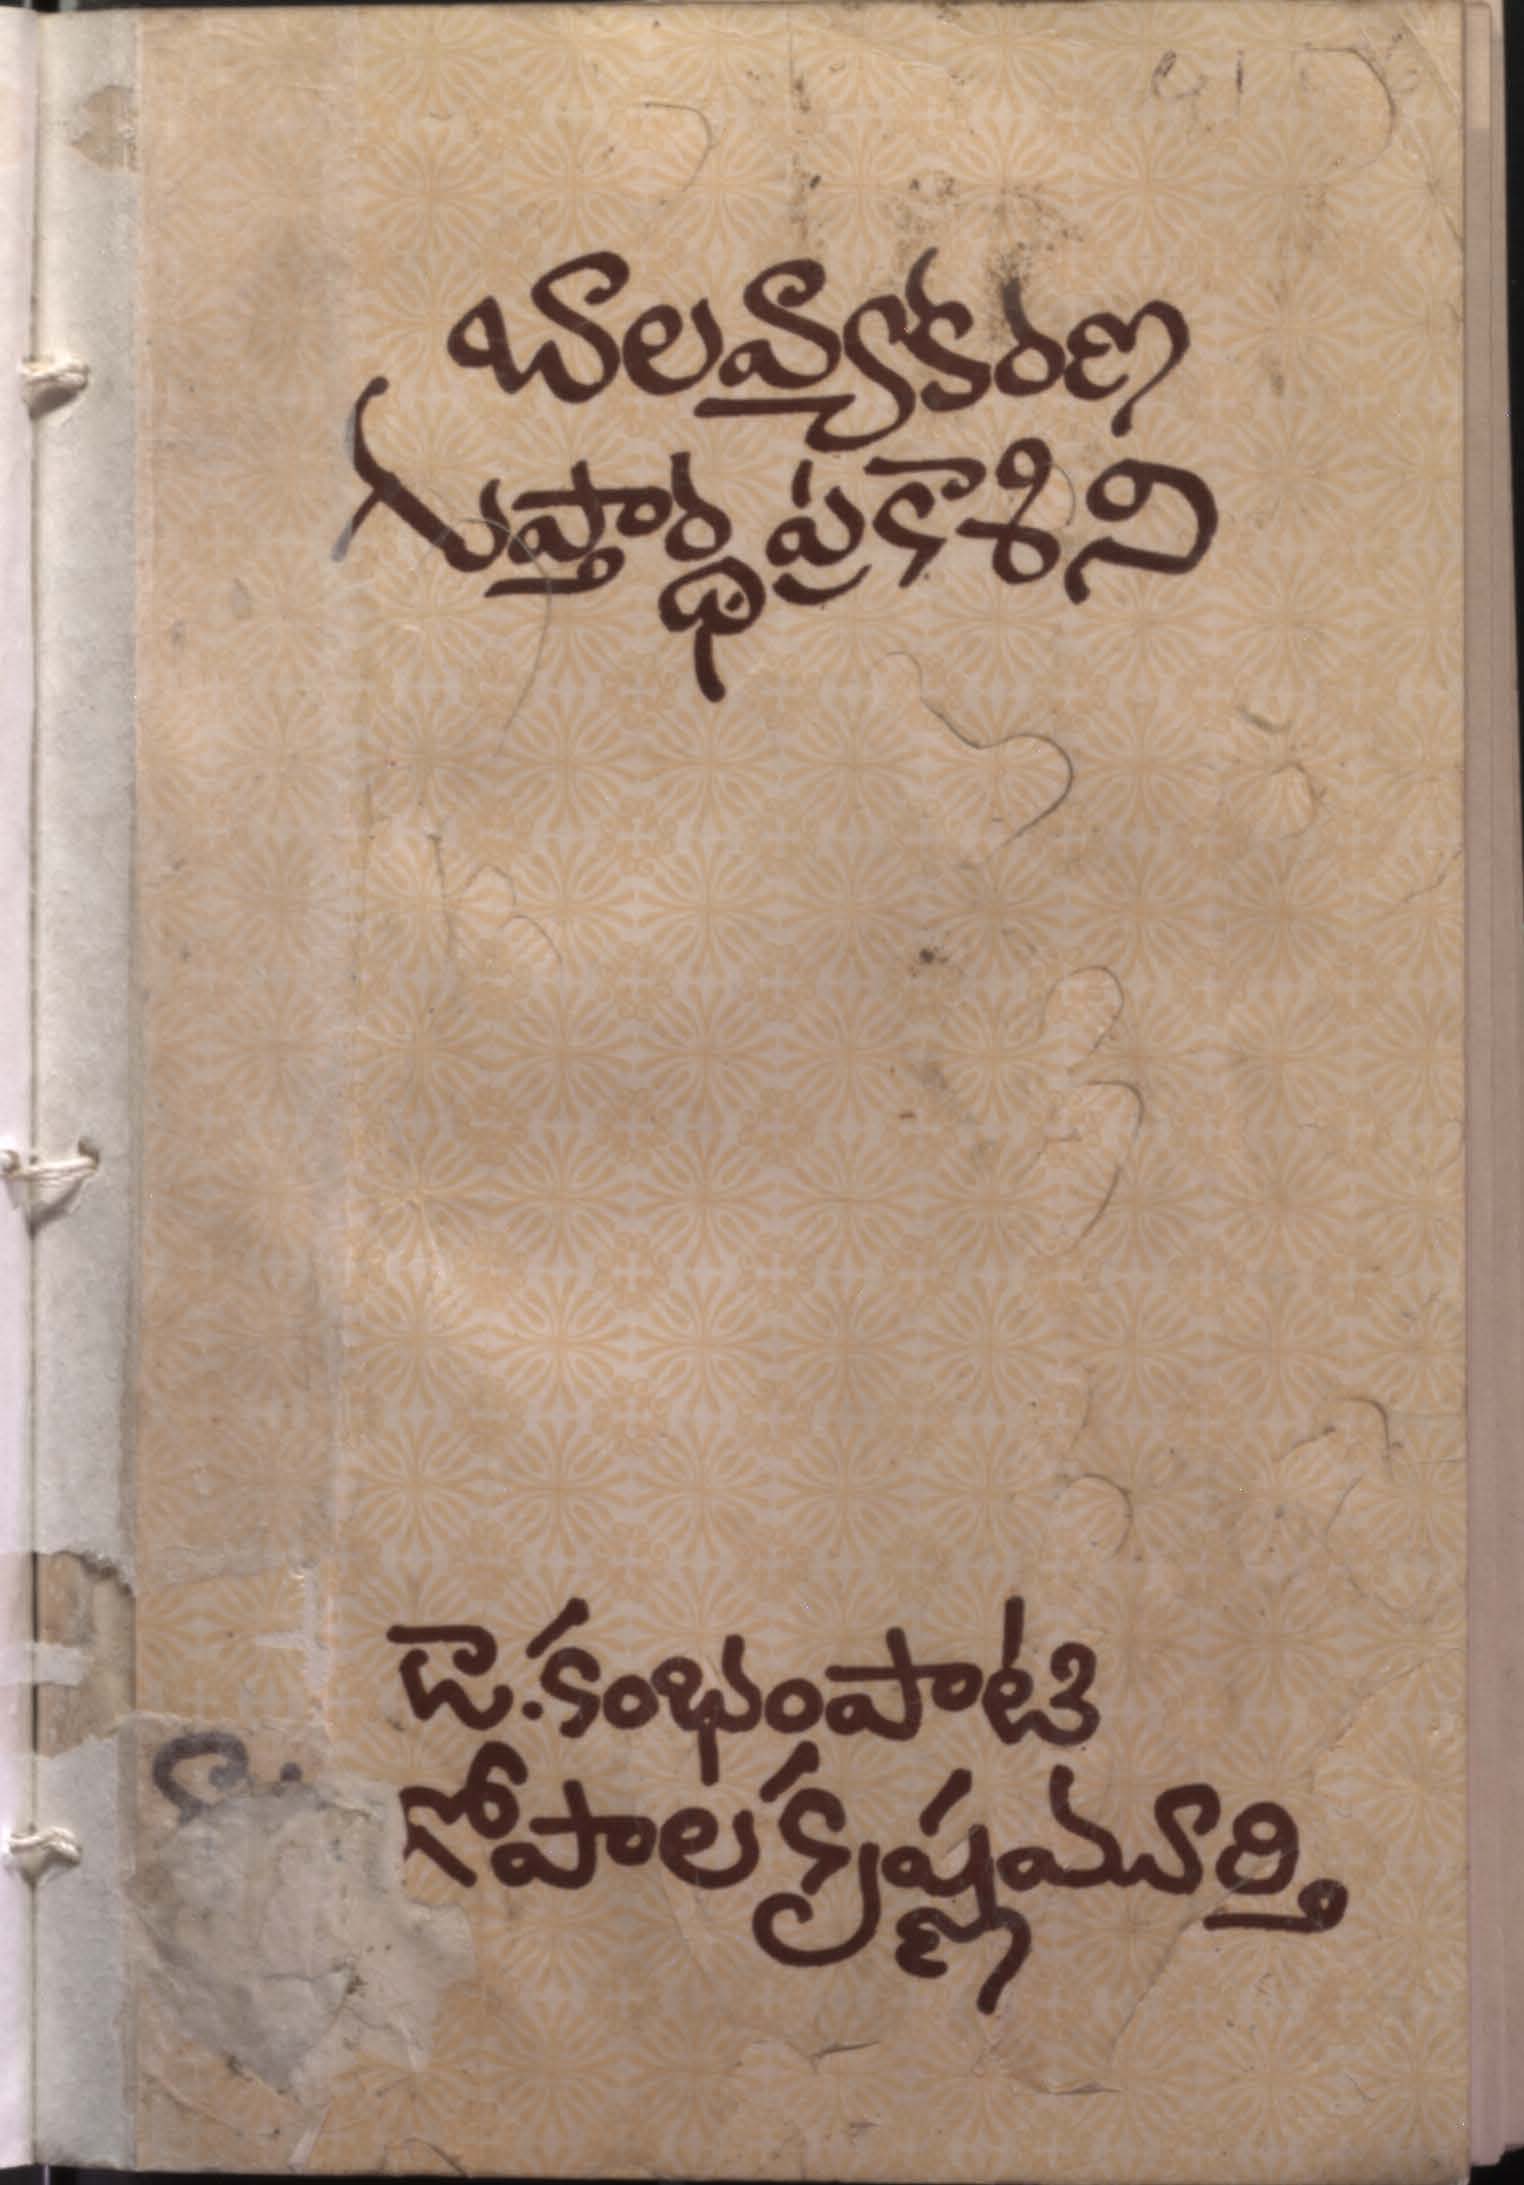 బాలవ్యాకరణ
గుప్తార్థ ప్రకాశిని
డా.కంభంపాటి
గోపాలకృష్ణమూర్తి